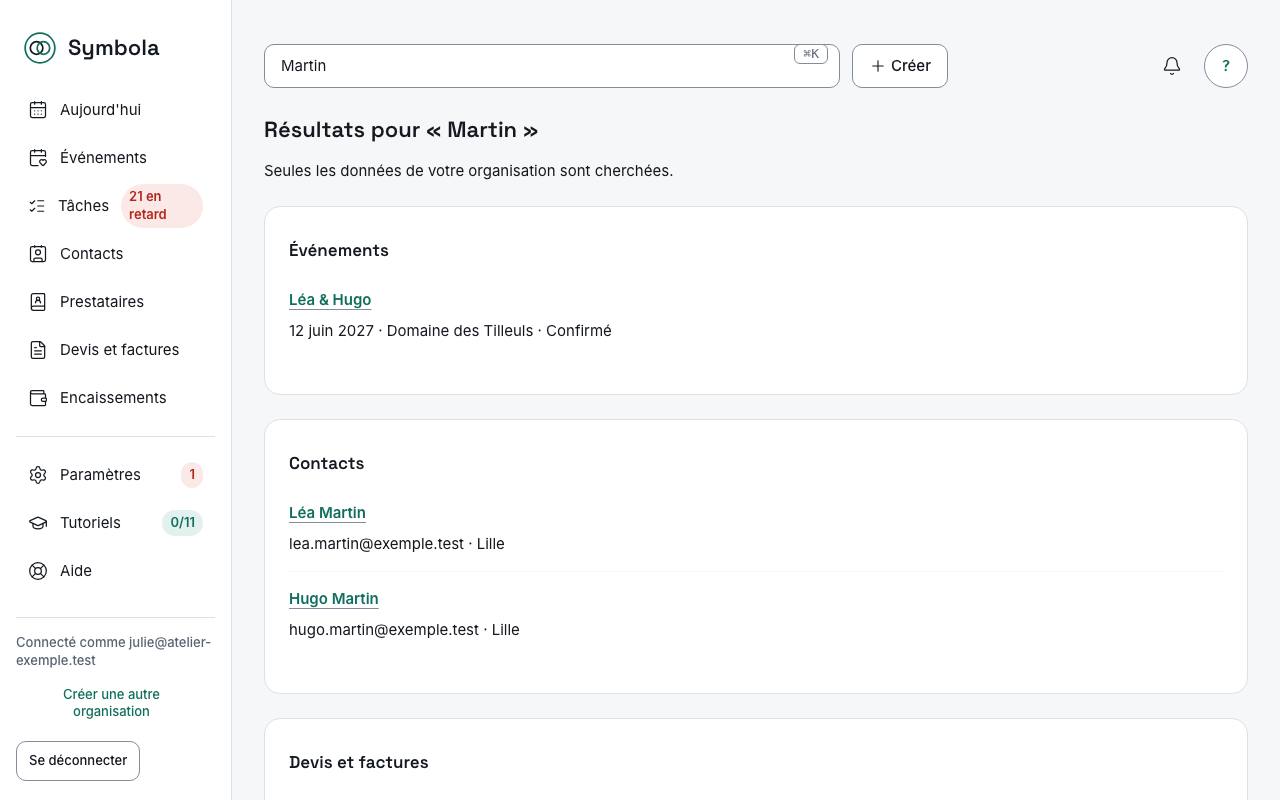 Symbola
Aujourd'hui
Événements
Tâches
21 en
retard
Contacts
Prestataires
Devis et factures
Encaissements
Paramètres
1
Tutoriels
0/11
Aide
Connecté comme julie@atelier-
exemple.test
Créer une autre
organisation
Se déconnecter
Martin
⌘K
+ Créer
?
Résultats pour « Martin »
Seules les données de votre organisation sont cherchées.
Événements
Léa & Hugo
12 juin 2027 · Domaine des Tilleuls · Confirmé
Contacts
Léa Martin
lea.martin@exemple.test · Lille
Hugo Martin
hugo.martin@exemple.test · Lille
Devis et factures